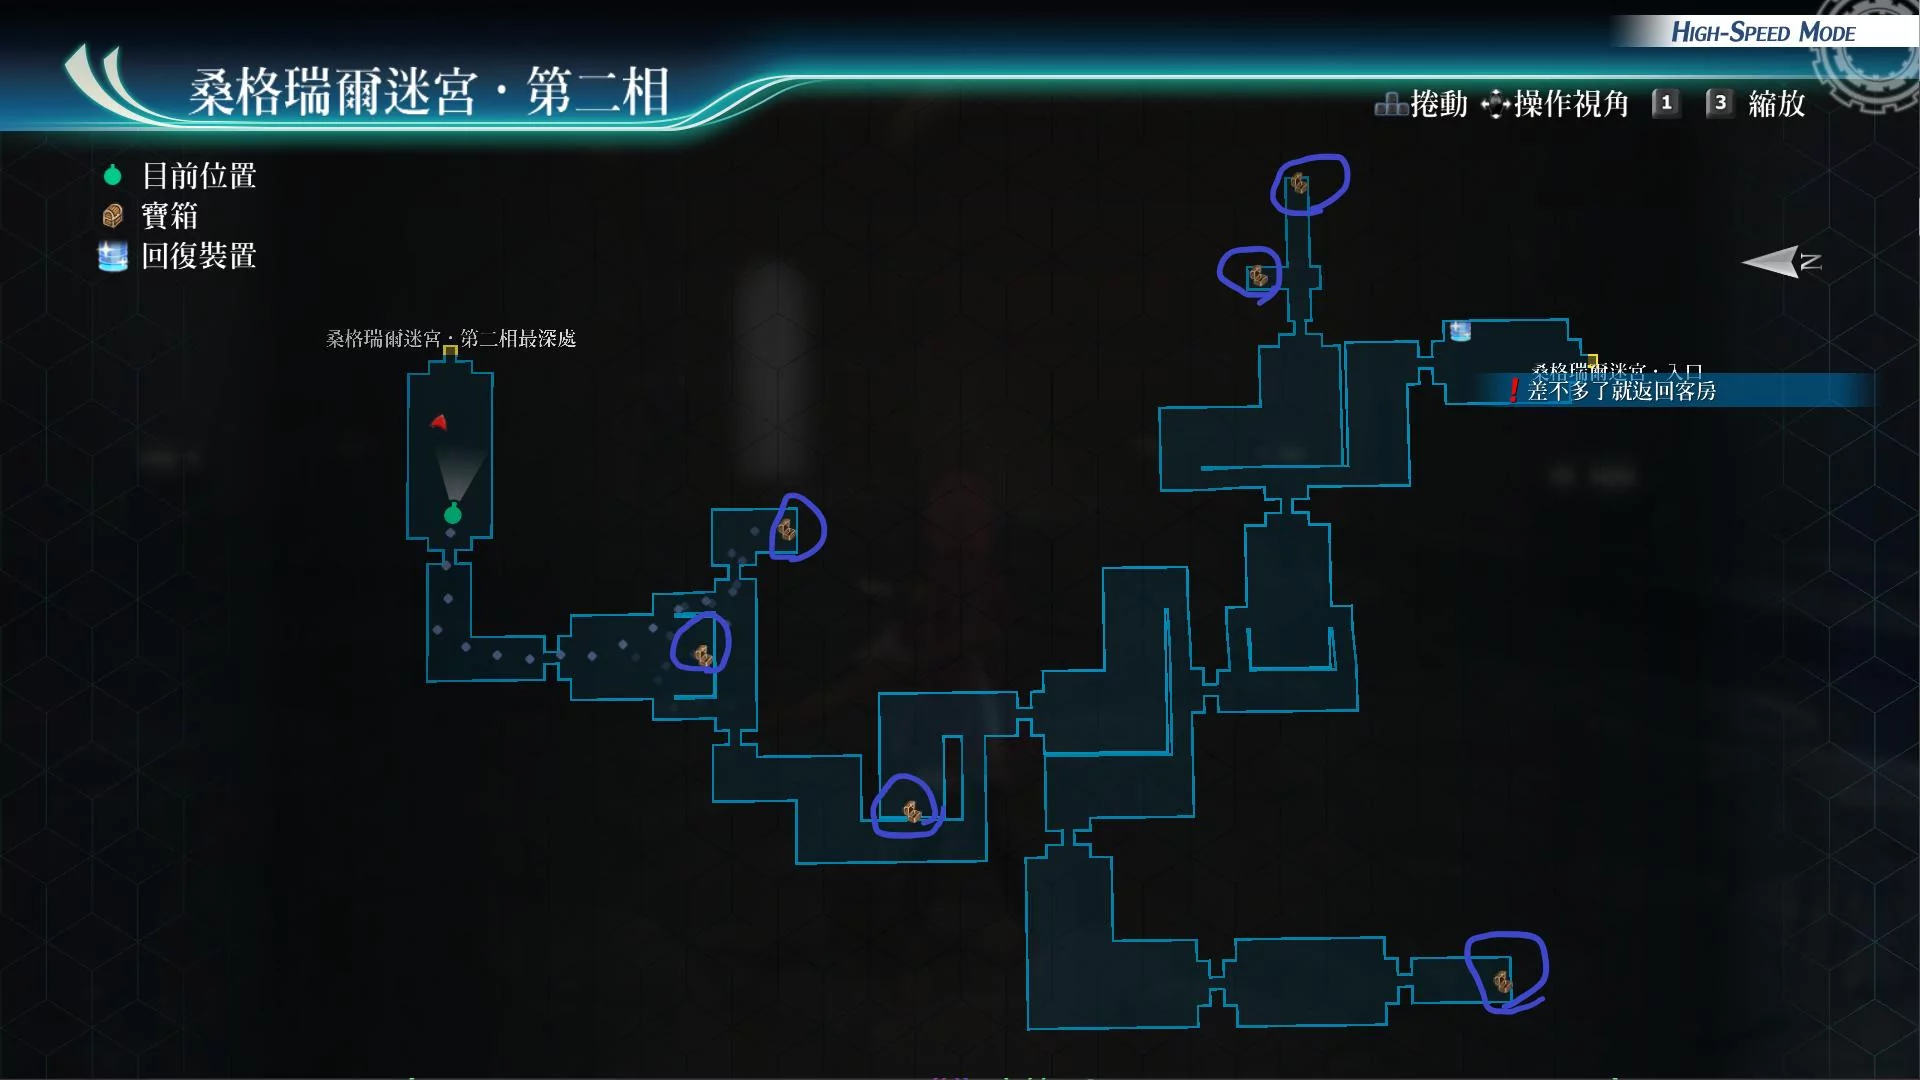 HIGH-SPEED MODE
桑格瑞爾迷宮·第二相
捲動 操作視角 1 3 縮放
目前位置
寶箱
回復裝置
N
桑格瑞爾迷宮·第二相最深處
桑格瑞爾迷宮·入口
! 差不多了就返回客房